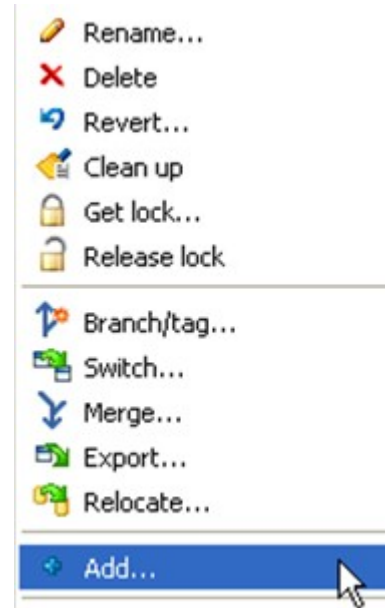 Rename...
Delete
Revert...
Clean up
Get lock...
Release lock
Branch/tag...
Switch...
Merge...
Export...
Relocate...
Add...